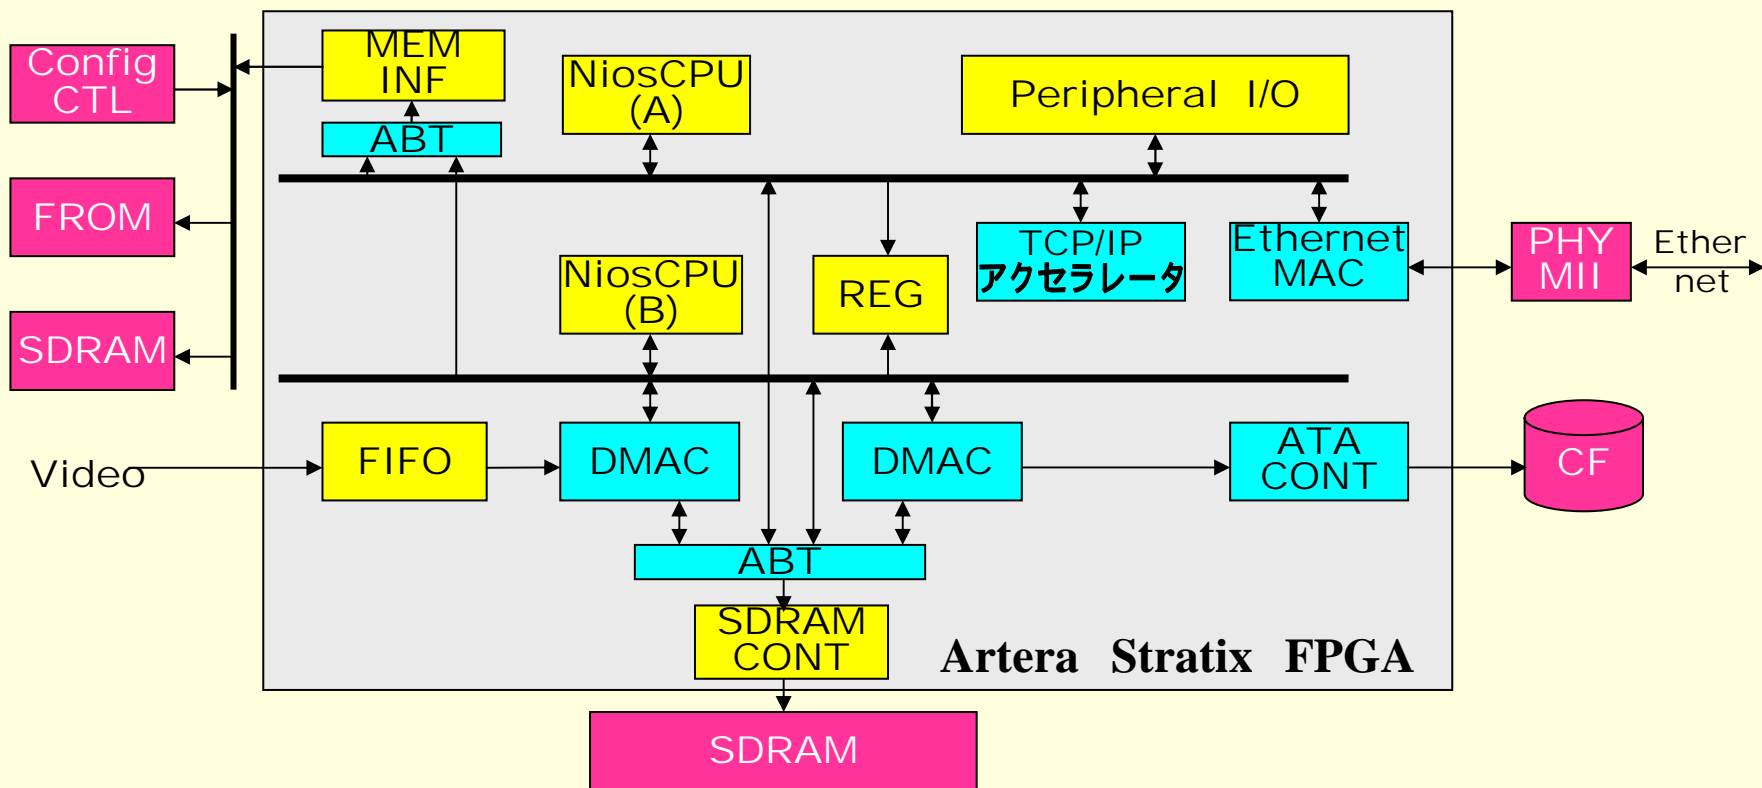 Config
CTL
MEM
INF
NiosCPU
(A)
Peripheral I/O
ABT
FROM
TCP/IP
アクセラレータ
Ethernet
MAC
PHY
MII
Ether
net
NiosCPU
(B)
REG
SDRAM
Video
FIFO
DMAC
DMAC
ATA
CONT
CF
ABT
SDRAM
CONT
Artera Stratix FPGA
SDRAM